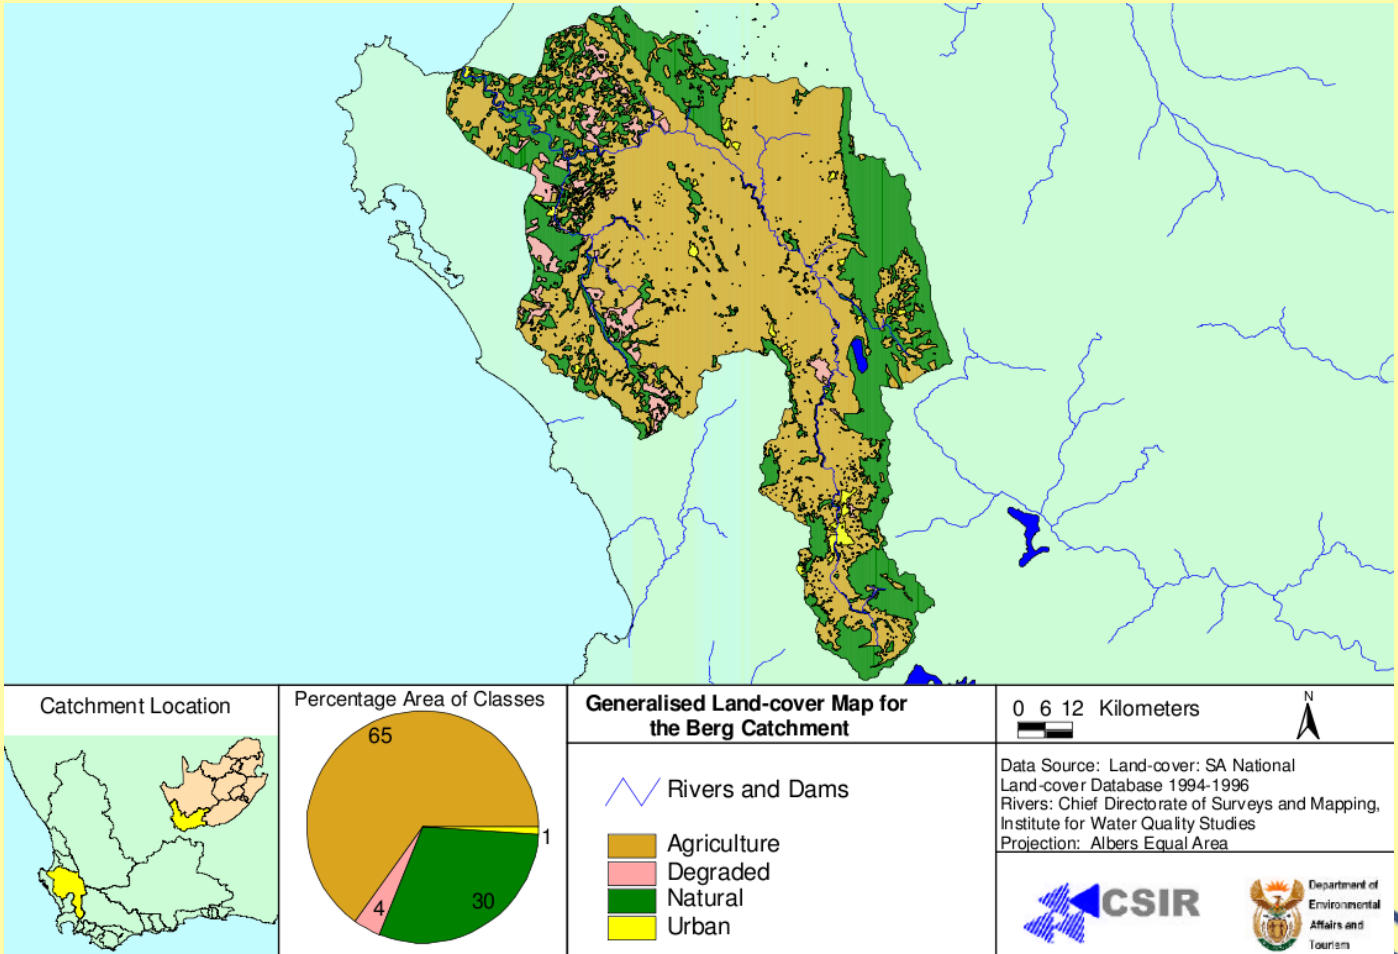 Catchment Location
Percentage Area of Classes
65
1
30
4
Generalised Land-cover Map for
the Berg Catchment
Rivers and Dams
Agriculture
Degraded
Natural
Urban
0 6 12 Kilometers
N
Data Source: Land-cover: SA National
Land-cover Database 1994-1996
Rivers: Chief Directorate of Surveys and Mapping,
Institute for Water Quality Studies
Projection: Albers Equal Area
CSIR
Department of
Environmental
Affairs and
Tourism